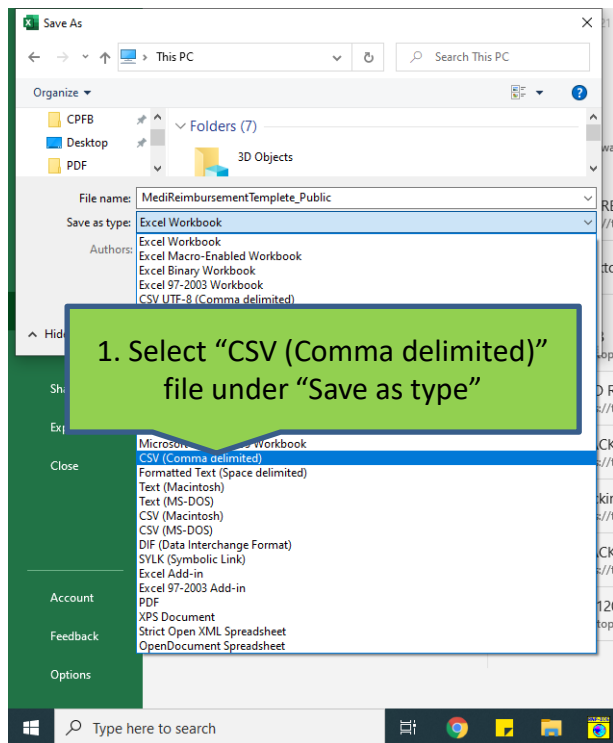 Save As
This PC
Search This PC
Organize
CPFB
Desktop
PDF
Folders (7)
3D Objects
File name: MediReimbursementTemplete_Public
Save as type: Excel Workbook
Authors:
Excel Workbook
Excel Macro-Enabled Workbook
Excel Binary Workbook
Excel 97-2003 Workbook
CSV UTF-8 (Comma delimited)
1. Select “CSV (Comma delimited)”
file under “Save as type”
Workbook
CSV (Comma delimited)
Formatted Text (Space delimited)
Text (Macintosh)
Text (MS-DOS)
CSV (Macintosh)
CSV (MS-DOS)
DIF (Data Interchange Format)
SYLK (Symbolic Link)
Excel Add-in
Excel 97-2003 Add-in
PDF
XPS Document
Strict Open XML Spreadsheet
OpenDocument Spreadsheet
Close
Account
Feedback
Options
Type here to search